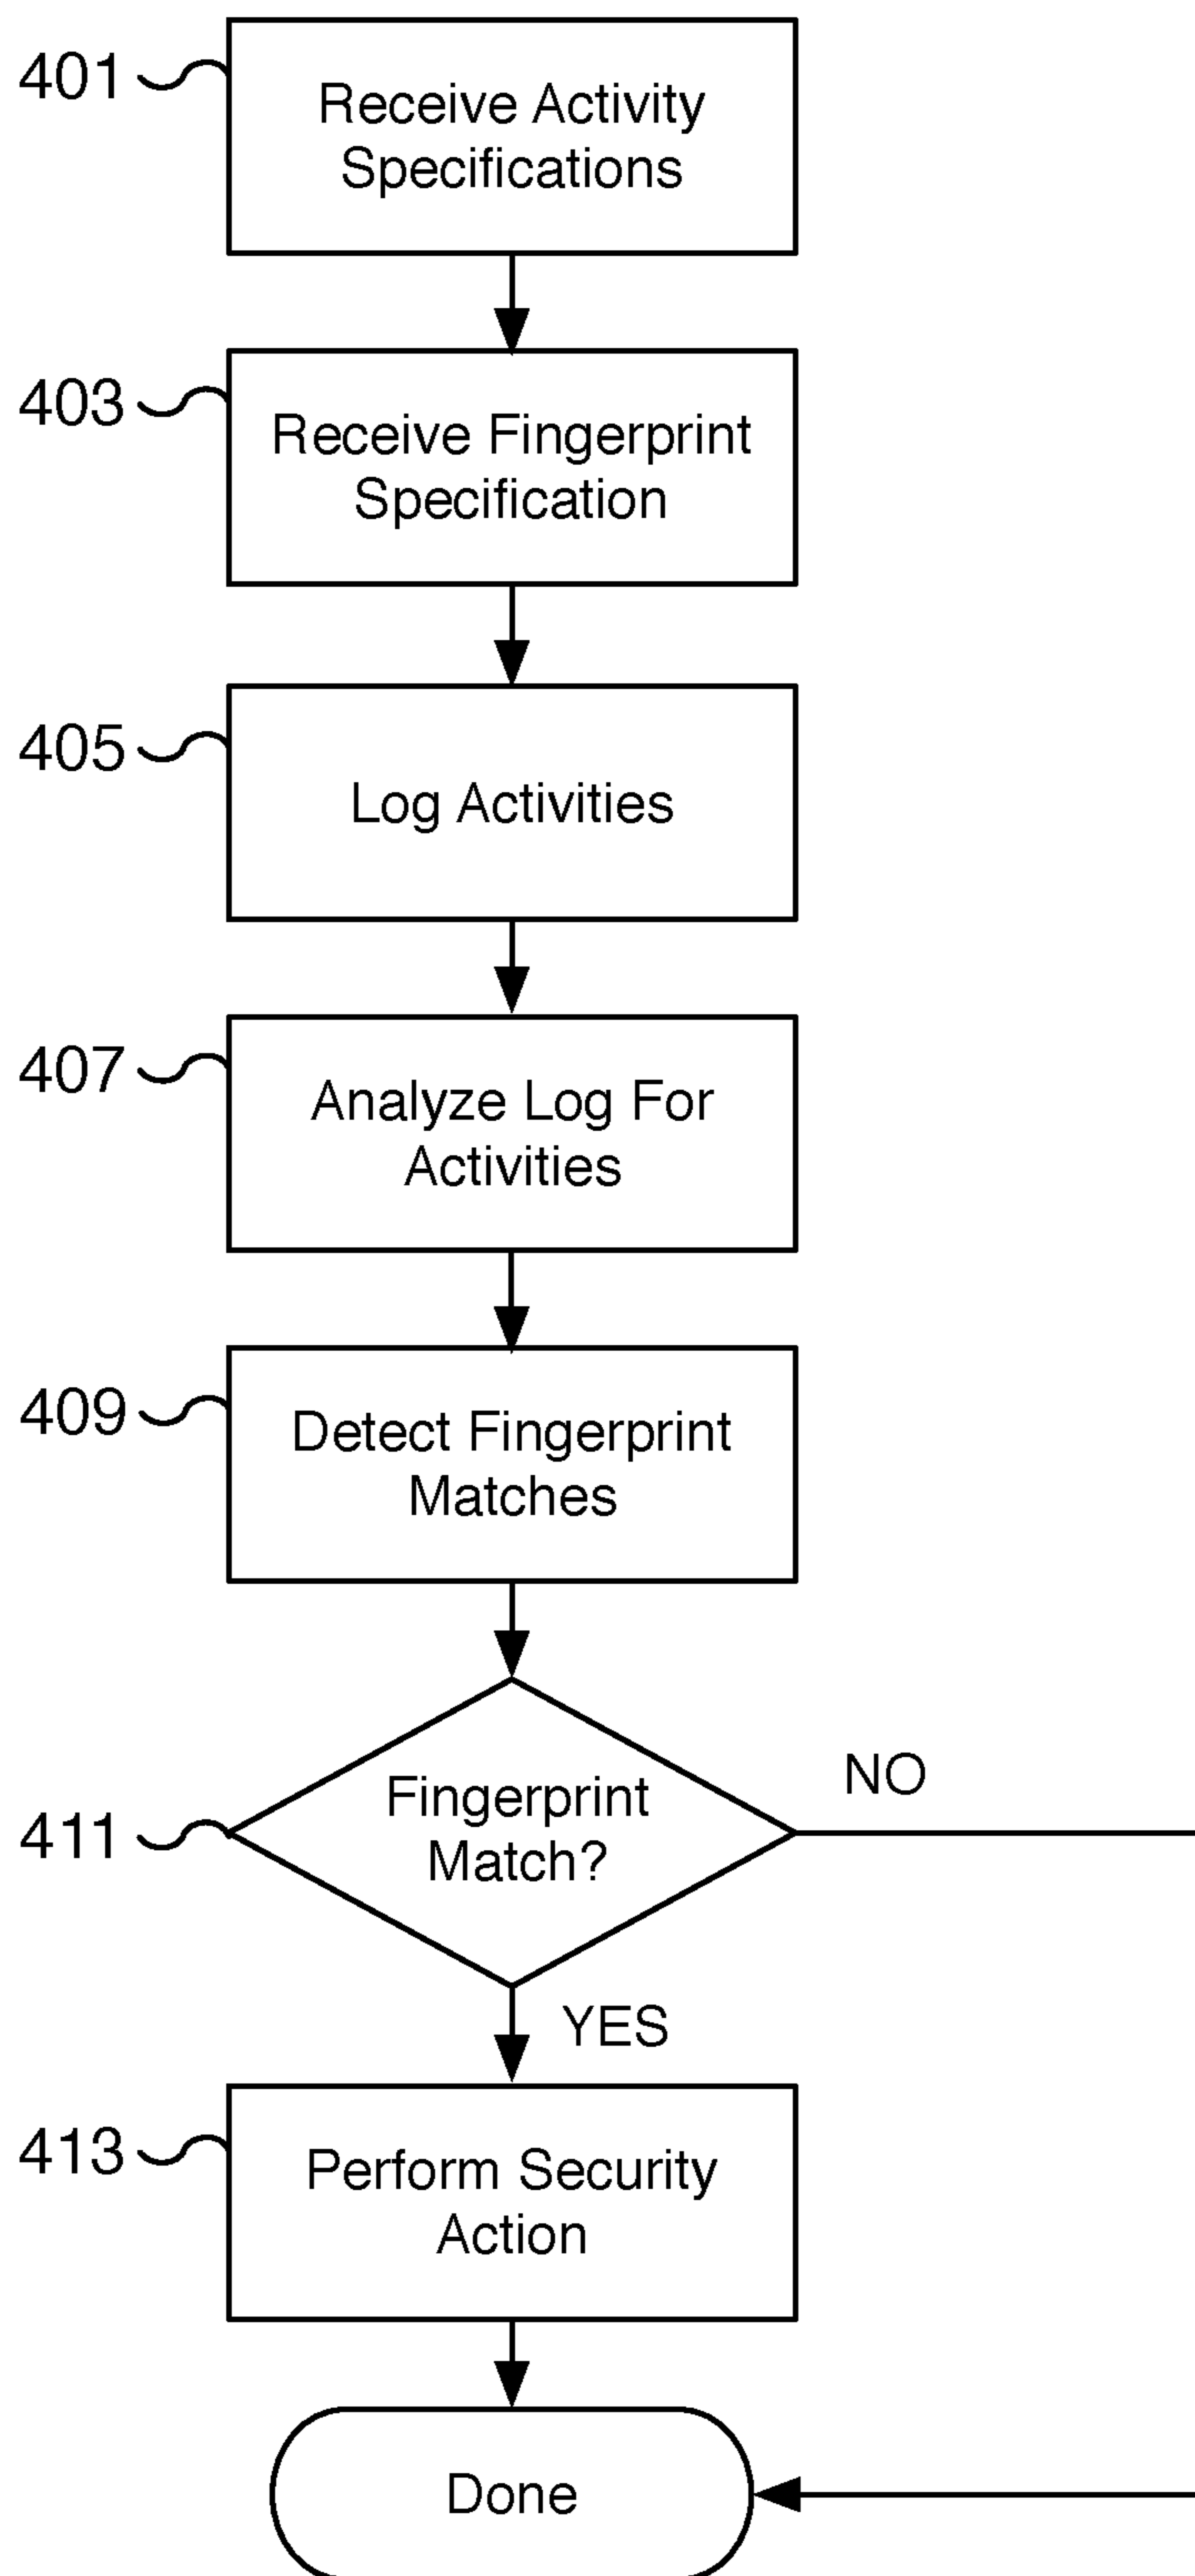 401
Receive Activity
Specifications
403
Receive Fingerprint
Specification
405
Log Activities
407
Analyze Log For
Activities
409
Detect Fingerprint
Matches
411
Fingerprint
Match?
NO
YES
413
Perform Security
Action
Done